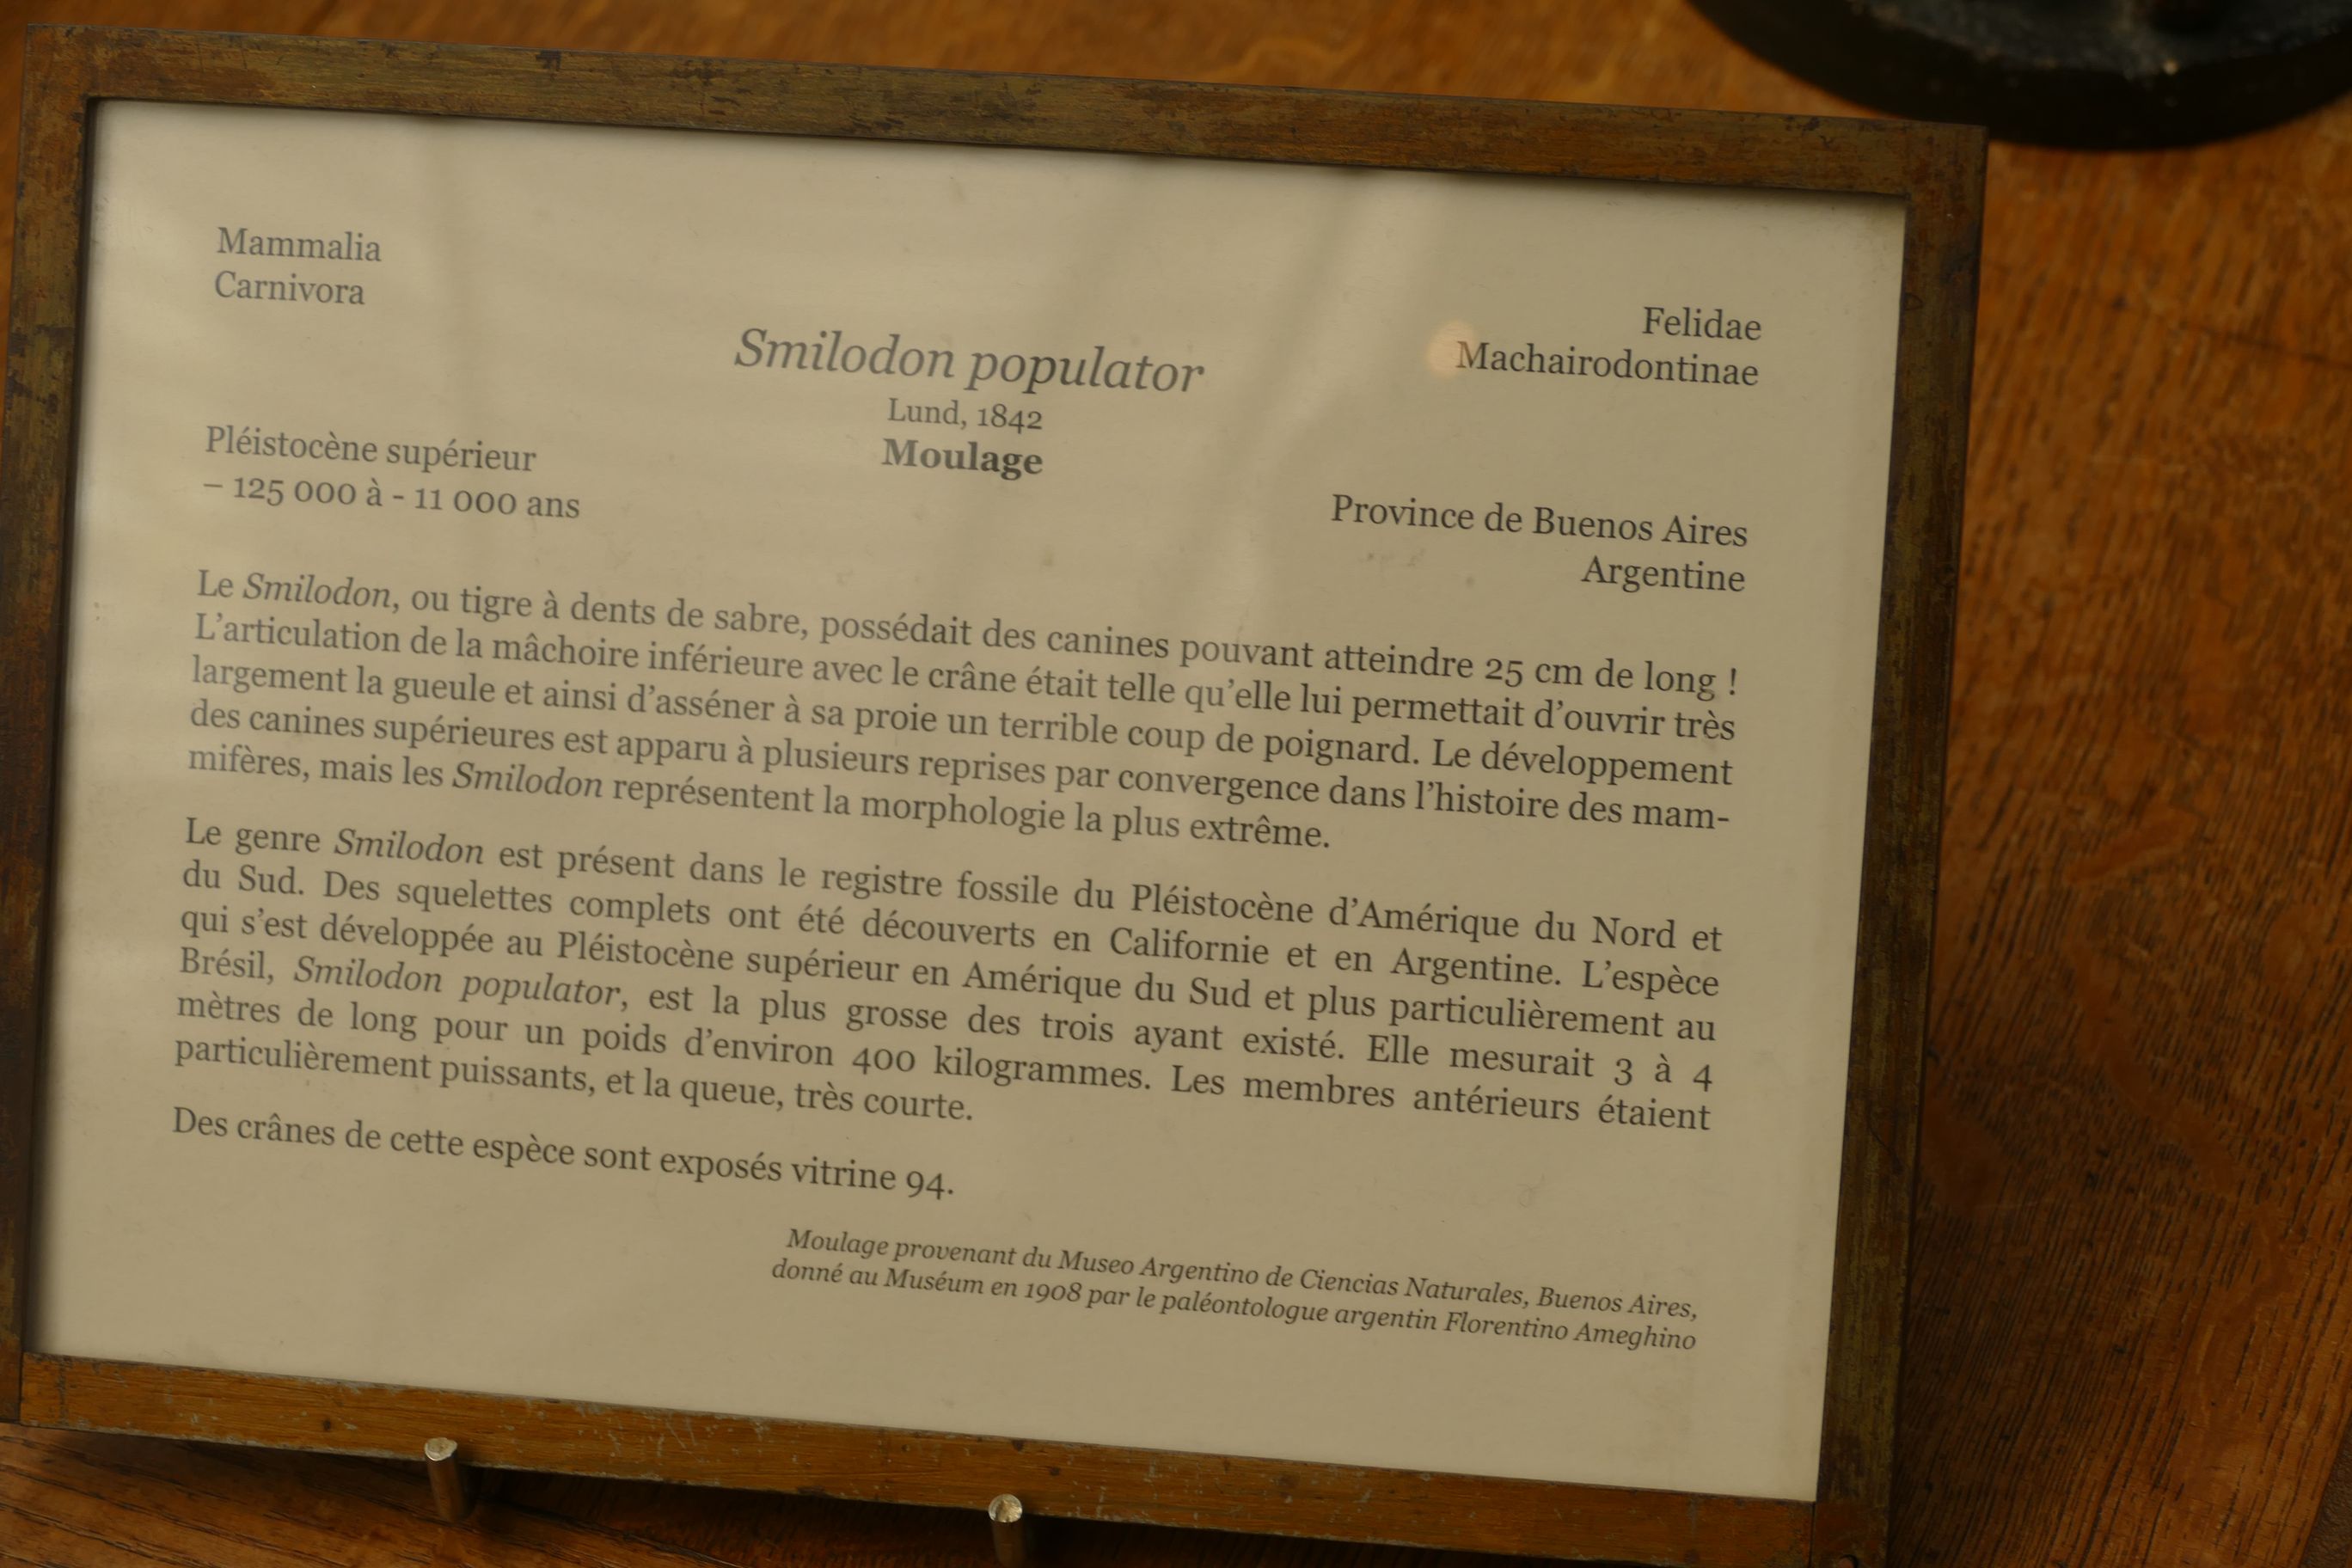 Mammalia
Carnivora
Felidae
Machairodontinae
Smilodon populator
Lund, 1842
Moulage
Pléistocène supérieur
– 125 000 à - 11 000 ans
Province de Buenos Aires
Argentine
Le Smilodon, ou tigre à dents de sabre, possédait des canines pouvant atteindre 25 cm de long !
L’articulation de la mâchoire inférieure avec le crâne était telle qu’elle lui permettait d’ouvrir très
largement la gueule et ainsi d’asséner à sa proie un terrible coup de poignard. Le développement
des canines supérieures est apparu à plusieurs reprises par convergence dans l’histoire des mam-
mifères, mais les Smilodon représentent la morphologie la plus extrême.
Le genre Smilodon est présent dans le registre fossile du Pléistocène d’Amérique du Nord et
du Sud. Des squelettes complets ont été découverts en Californie et en Argentine. L’espèce
qui s’est développée au Pléistocène supérieur en Amérique du Sud et plus particulièrement au
Brésil, Smilodon populator, est la plus grosse des trois ayant existé. Elle mesurait 3 à 4
mètres de long pour un poids d’environ 400 kilogrammes. Les membres antérieurs étaient
particulièrement puissants, et la queue, très courte.
Des crânes de cette espèce sont exposés vitrine 94.
Moulage provenant du Museo Argentino de Ciencias Naturales, Buenos Aires,
donné au Muséum en 1908 par le paléontologue argentin Florentino Ameghino